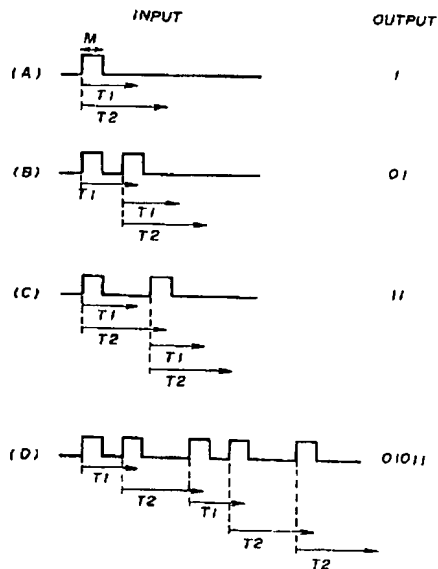 INPUT OUTPUT
M
(A) 1
T1
T2
(B) 01
T1 T1
T2
(C) 11
T1
T2 T1
T2
(D) 01011
T1 T2 T1
T2
T2